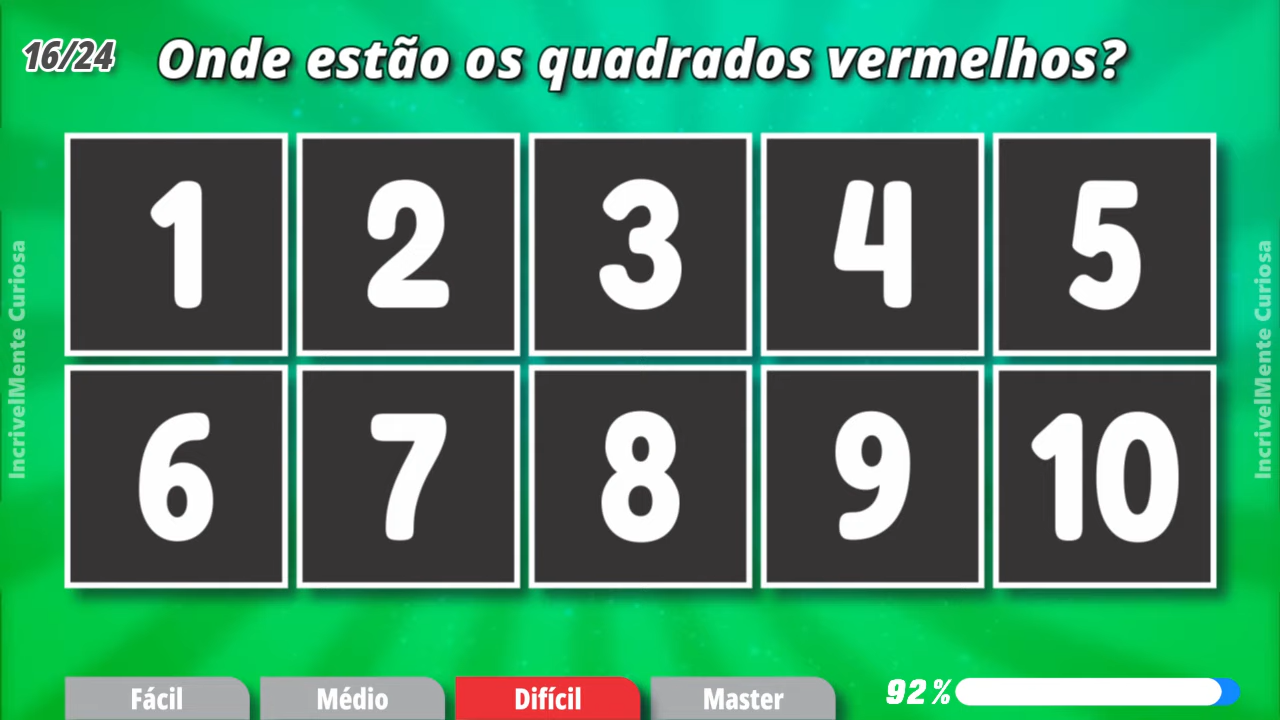 16/24
Onde estão os quadrados vermelhos?
1 2 3 4 5
6 7 8 9 10
IncrivelMente Curiosa
IncrivelMente Curiosa
Fácil Médio Difícil Master
92%